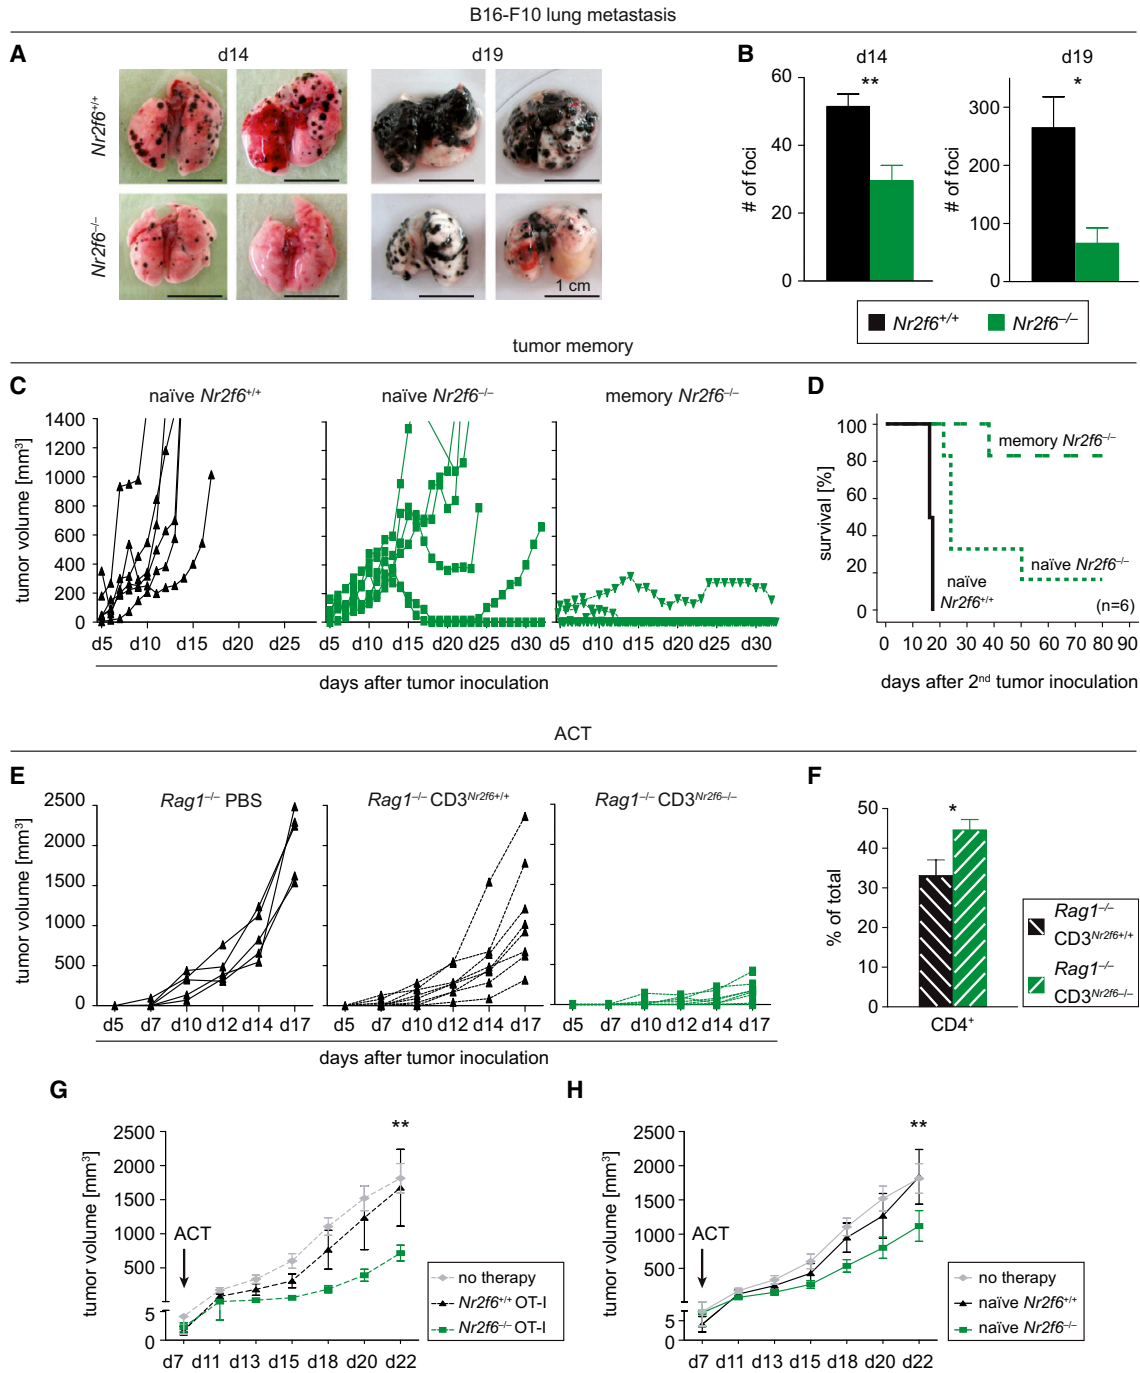 B16-F10 lung metastasis
A
d14
d19
Nr2f6+/+
Nr2f6–/–
1 cm
B
d14
d19
**
*
# of foci
60
40
20
0
# of foci
300
200
100
0
Nr2f6+/+
Nr2f6–/–
tumor memory
C
naïve Nr2f6+/+
naïve Nr2f6–/–
memory Nr2f6–/–
tumor volume [mm3]
1400
1200
1000
800
600
400
200
0
d5 d10 d15 d20 d25
d5 d10 d15 d20 d25 d30
d5 d10 d15 d20 d25 d30
days after tumor inoculation
D
survival [%]
100
80
60
40
20
0
memory Nr2f6–/–
naïve Nr2f6–/–
naïve
Nr2f6+/+
(n=6)
0 10 20 30 40 50 60 70 80 90
days after 2nd tumor inoculation
ACT
E
Rag1–/– PBS
Rag1–/– CD3Nr2f6+/+
Rag1–/– CD3Nr2f6–/–
tumor volume [mm3]
2500
2000
1500
1000
500
0
d5 d7 d10 d12 d14 d17
d5 d7 d10 d12 d14 d17
d5 d7 d10 d12 d14 d17
days after tumor inoculation
F
% of total
50
40
30
20
10
0
*
CD4+
Rag1–/–
CD3Nr2f6+/+
Rag1–/–
CD3Nr2f6–/–
G
tumor volume [mm3]
2500
2000
1500
1000
500
5
0
ACT
**
d7 d11 d13 d15 d18 d20 d22
no therapy
Nr2f6+/+ OT-I
Nr2f6–/– OT-I
H
tumor volume [mm3]
2500
2000
1500
1000
500
5
0
ACT
**
d7 d11 d13 d15 d18 d20 d22
no therapy
naïve Nr2f6+/+
naïve Nr2f6–/–